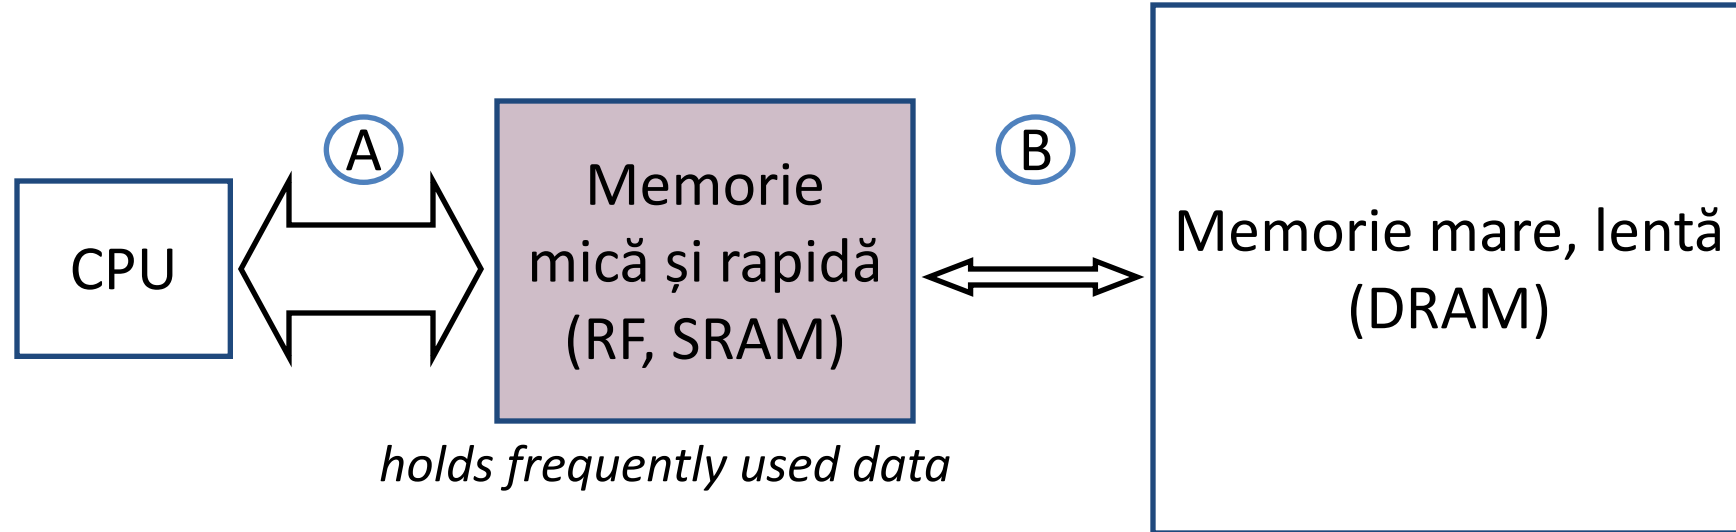 A
B
CPU
Memorie
mică și rapidă
(RF, SRAM)
Memorie mare, lentă
(DRAM)
holds frequently used data